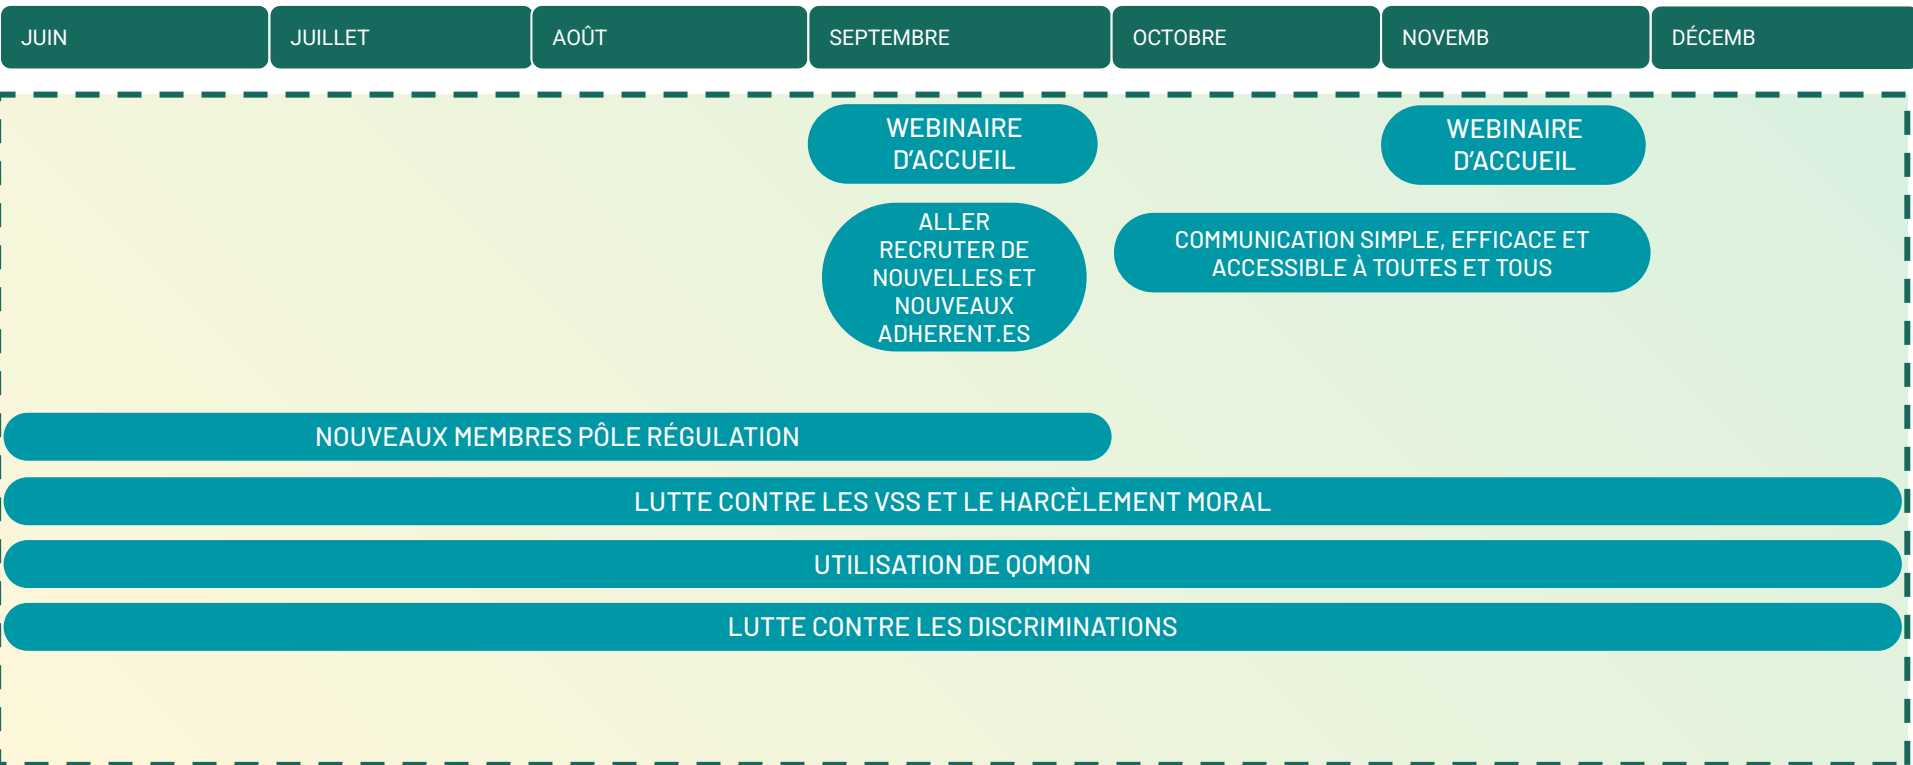 JUIN
JUILLET
AOÛT
SEPTEMBRE
OCTOBRE
NOVEMB
DÉCEMB
WEBINAIRE
D'ACCUEIL
WEBINAIRE
D'ACCUEIL
ALLER
RECRUTER DE
NOUVELLES ET
NOUVEAUX
ADHERENT.ES
COMMUNICATION SIMPLE, EFFICACE ET
ACCESSIBLE À TOUTES ET TOUS
NOUVEAUX MEMBRES PÔLE RÉGULATION
LUTTE CONTRE LES VSS ET LE HARCÈLEMENT MORAL
UTILISATION DE QOMON
LUTTE CONTRE LES DISCRIMINATIONS